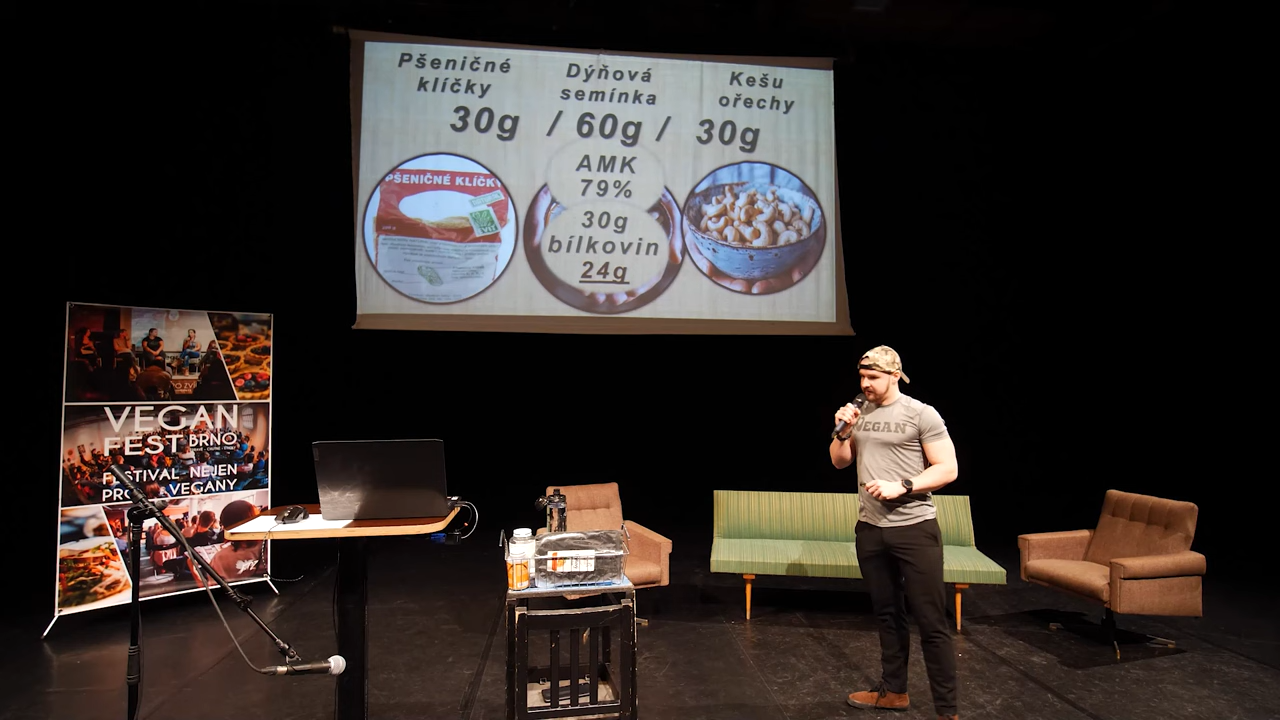 Pšeničné
klíčky
Dýňová
semínka
Kešu
ořechy
30g / 60g / 30g
AMK
79%
30g
bílkovin
24g
PŠENIČNÉ KLÍČKY
VEGAN
FEST BRNO
FESTIVAL NEJEN
PRO VEGANY
VEGAN